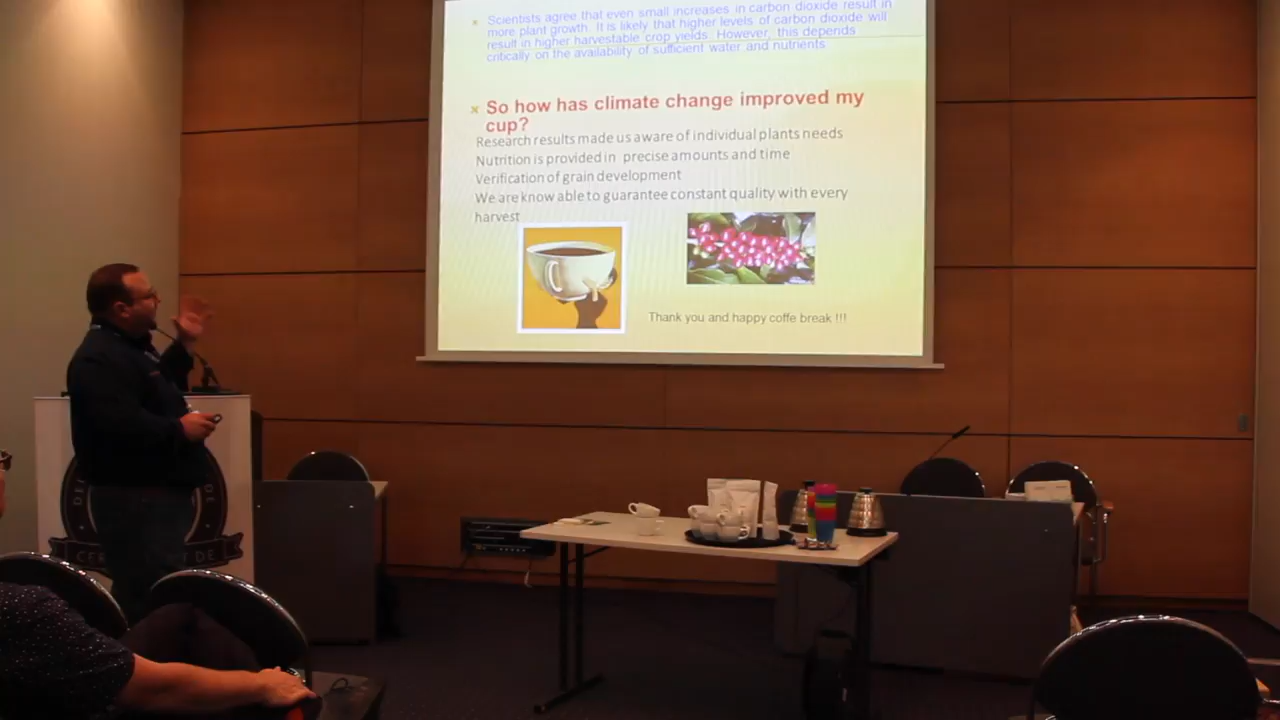 Scientists agree that even small increases in carbon dioxide result in
more plant growth. It is likely that higher levels of carbon dioxide will
result in higher harvestable crop yields. However, this depends
critically on the availability of sufficient water and nutrients
So how has climate change improved my
cup?
Research results made us aware of individual plants needs
Nutrition is provided in precise amounts and time
Verification of grain development
We are know able to guarantee constant quality with every
harvest
Thank you and happy coffe break !!!